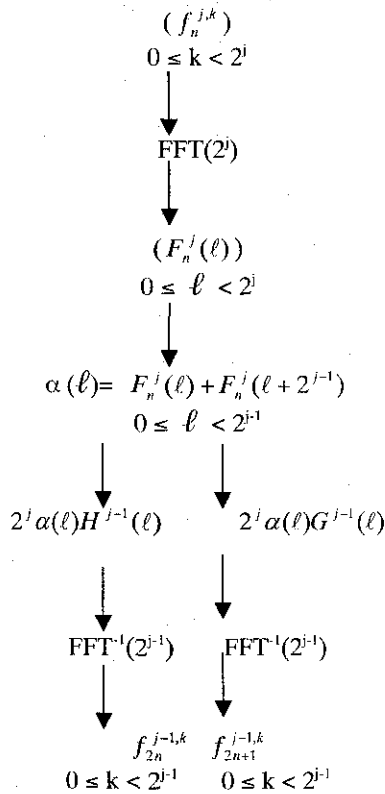 ( f_n^{j,k} )
0 ≤ k < 2^j
FFT(2^j)
( F_n^j (ℓ) )
0 ≤ ℓ < 2^j
α (ℓ)= F_n^j (ℓ) + F_n^j (ℓ + 2^{j-1})
0 ≤ ℓ < 2^{j-1}
2^j α(ℓ)H^{j-1}(ℓ) 2^j α(ℓ)G^{j-1}(ℓ)
FFT^{-1}(2^{j-1}) FFT^{-1}(2^{j-1})
f_{2n}^{j-1,k} f_{2n+1}^{j-1,k}
0 ≤ k < 2^{j-1} 0 ≤ k < 2^{j-1}